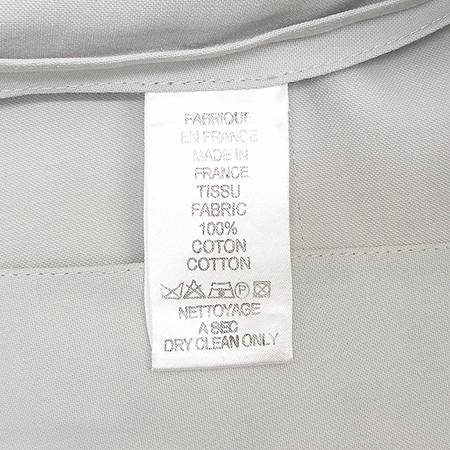 FABRIQUE
EN FRANCE
MADE IN
FRANCE
TISSU
FABRIC
100%
COTON
COTTON
P
NETTOYAGE
A SEC
DRY CLEAN ONLY